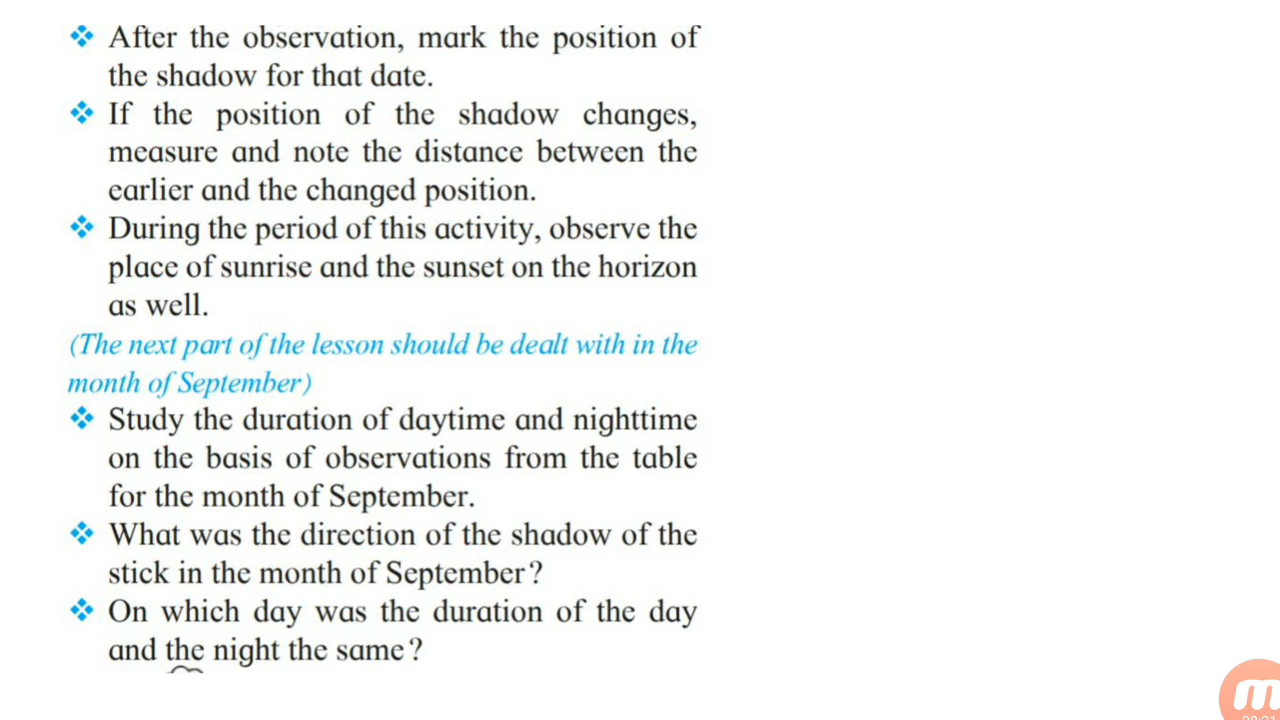 ❖ After the observation, mark the position of
the shadow for that date.
❖ If the position of the shadow changes,
measure and note the distance between the
earlier and the changed position.
❖ During the period of this activity, observe the
place of sunrise and the sunset on the horizon
as well.
(The next part of the lesson should be dealt with in the
month of September)
❖ Study the duration of daytime and nighttime
on the basis of observations from the table
for the month of September.
❖ What was the direction of the shadow of the
stick in the month of September?
❖ On which day was the duration of the day
and the night the same?